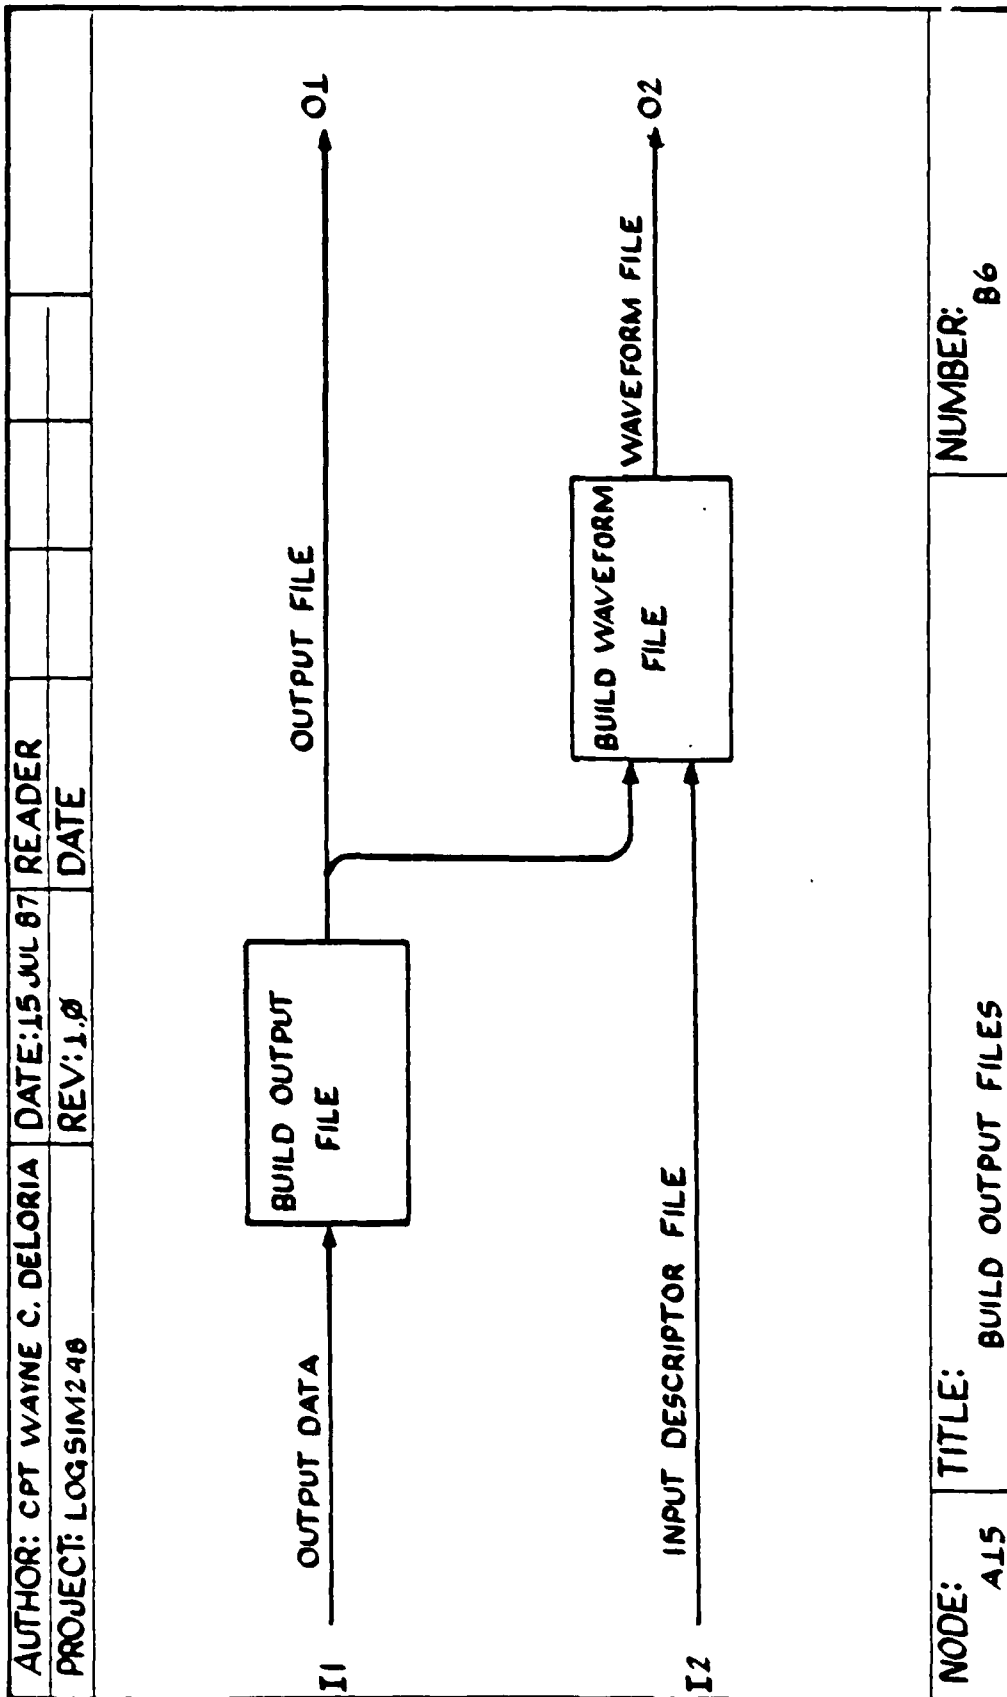 AUTHOR: CPT WAYNE C. DELORIA
DATE: 15 JUL 87
READER
PROJECT: LOGSIM248
REV: 1.0
DATE
I1
OUTPUT DATA
BUILD OUTPUT
FILE
OUTPUT FILE
O1
I2
INPUT DESCRIPTOR FILE
BUILD WAVEFORM
FILE
WAVEFORM FILE
O2
NODE:
A15
TITLE:
BUILD OUTPUT FILES
NUMBER:
B6